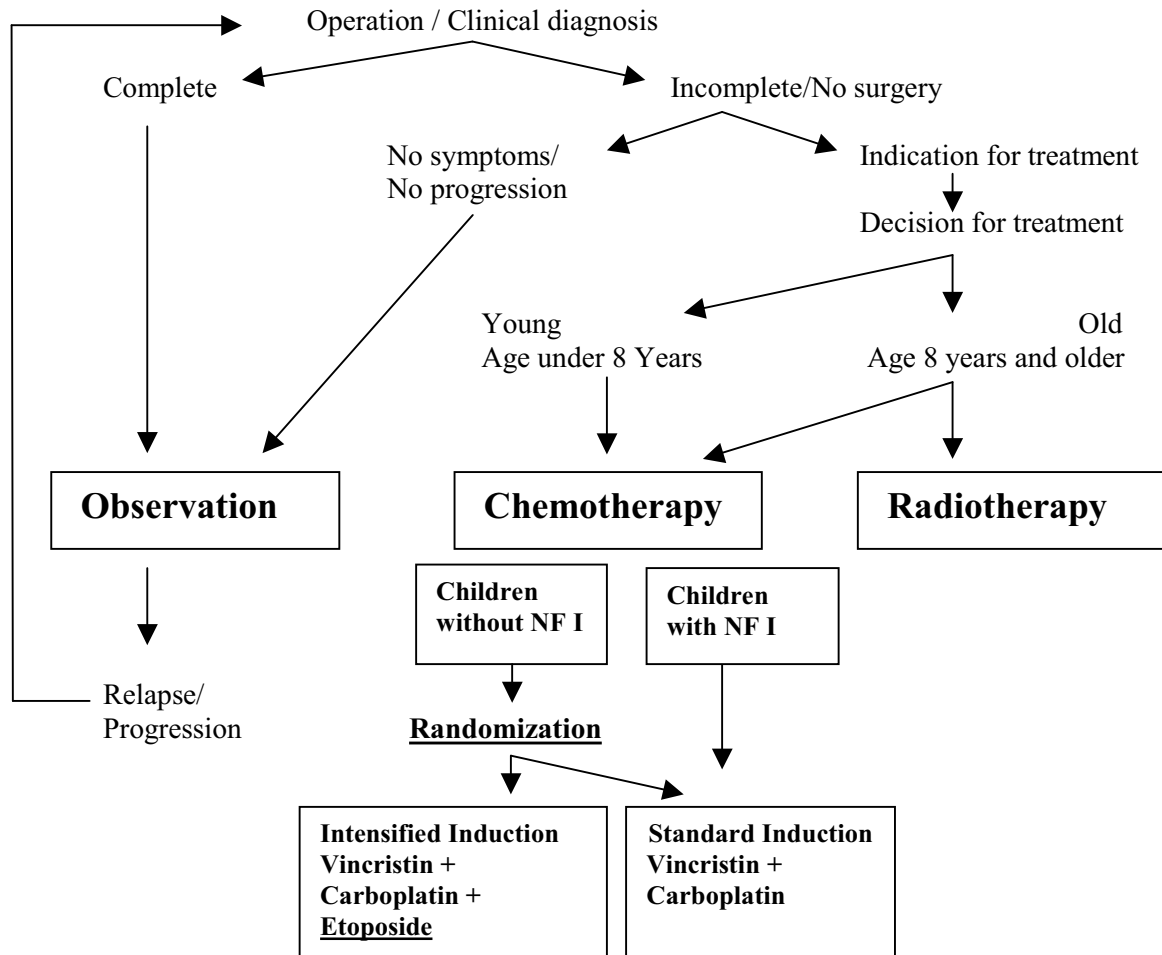 Operation / Clinical diagnosis
Complete
Incomplete/No surgery
No symptoms/
No progression
Indication for treatment
Decision for treatment
Young
Age under 8 Years
Old
Age 8 years and older
Observation
Chemotherapy
Radiotherapy
Children
without NF I
Children
with NF I
Relapse/
Progression
Randomization
Intensified Induction
Vincristin +
Carboplatin +
Etoposide
Standard Induction
Vincristin +
Carboplatin